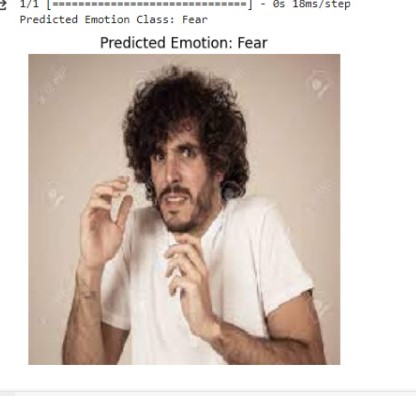 1/1 [==============================] - 0s 18ms/step
Predicted Emotion Class: Fear
Predicted Emotion: Fear